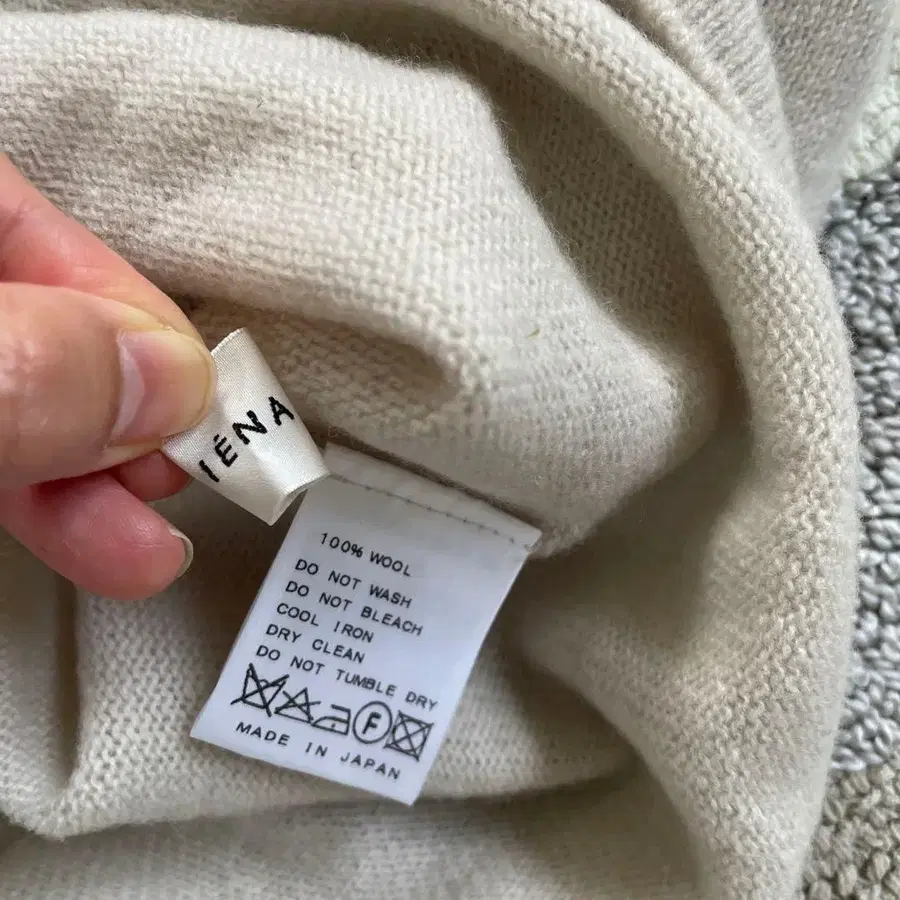 IÉNA
100% WOOL
DO NOT WASH
DO NOT BLEACH
COOL IRON
DRY CLEAN
DO NOT TUMBLE DRY
F
MADE IN JAPAN